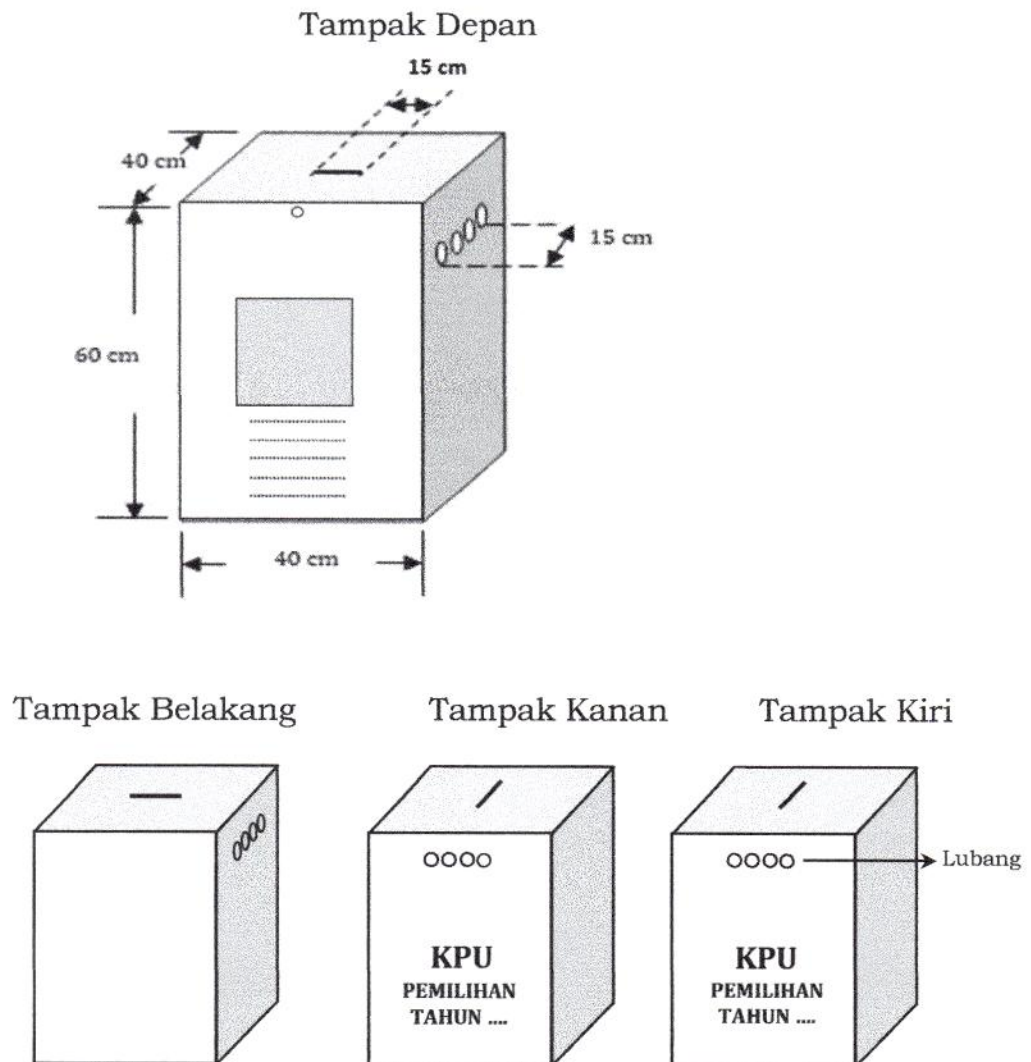 Tampak Depan
15 cm
40 cm
15 cm
60 cm
40 cm
Tampak Belakang
Tampak Kanan
Tampak Kiri
Lubang
KPU
PEMILIHAN
TAHUN ....
KPU
PEMILIHAN
TAHUN ....